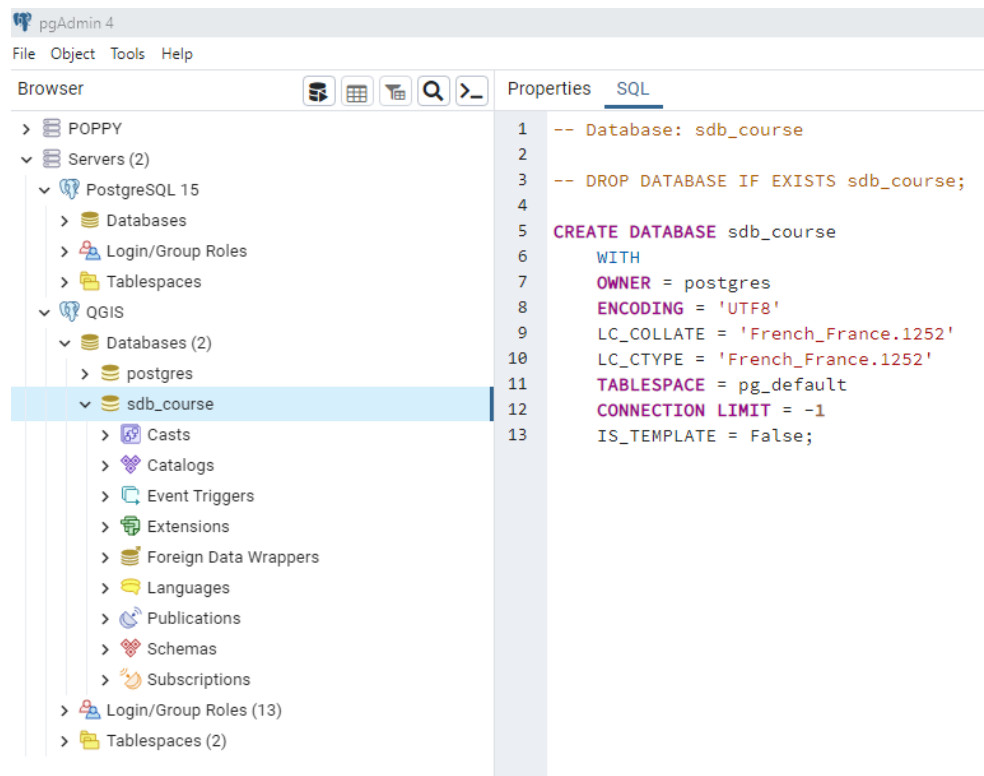 pgAdmin 4
File Object Tools Help
Browser
POPPY
Servers (2)
PostgreSQL 15
Databases
Login/Group Roles
Tablespaces
QGIS
Databases (2)
postgres
sdb_course
Casts
Catalogs
Event Triggers
Extensions
Foreign Data Wrappers
Languages
Publications
Schemas
Subscriptions
Login/Group Roles (13)
Tablespaces (2)
Properties SQL
1 -- Database: sdb_course
2
3 -- DROP DATABASE IF EXISTS sdb_course;
4
5 CREATE DATABASE sdb_course
6 WITH
7 OWNER = postgres
8 ENCODING = 'UTF8'
9 LC_COLLATE = 'French_France.1252'
10 LC_CTYPE = 'French_France.1252'
11 TABLESPACE = pg_default
12 CONNECTION LIMIT = -1
13 IS_TEMPLATE = False;